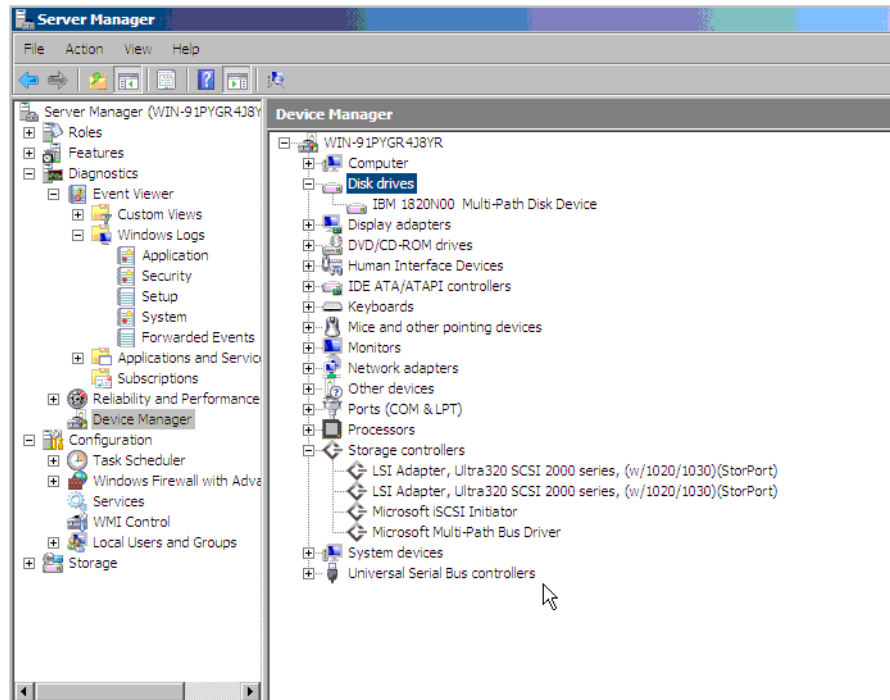 Server Manager
File Action View Help
Server Manager (WIN-91PYGR4J8Y
Roles
Features
Diagnostics
Event Viewer
Custom Views
Windows Logs
Application
Security
Setup
System
Forwarded Events
Applications and Servic
Subscriptions
Reliability and Performance
Device Manager
Configuration
Task Scheduler
Windows Firewall with Adva
Services
WMI Control
Local Users and Groups
Storage
Device Manager
WIN-91PYGR4J8YR
Computer
Disk drives
IBM 1820N00 Multi-Path Disk Device
Display adapters
DVD/CD-ROM drives
Human Interface Devices
IDE ATA/ATAPI controllers
Keyboards
Mice and other pointing devices
Monitors
Network adapters
Other devices
Ports (COM & LPT)
Processors
Storage controllers
LSI Adapter, Ultra320 SCSI 2000 series, (w/1020/1030)(StorPort)
LSI Adapter, Ultra320 SCSI 2000 series, (w/1020/1030)(StorPort)
Microsoft iSCSI Initiator
Microsoft Multi-Path Bus Driver
System devices
Universal Serial Bus controllers